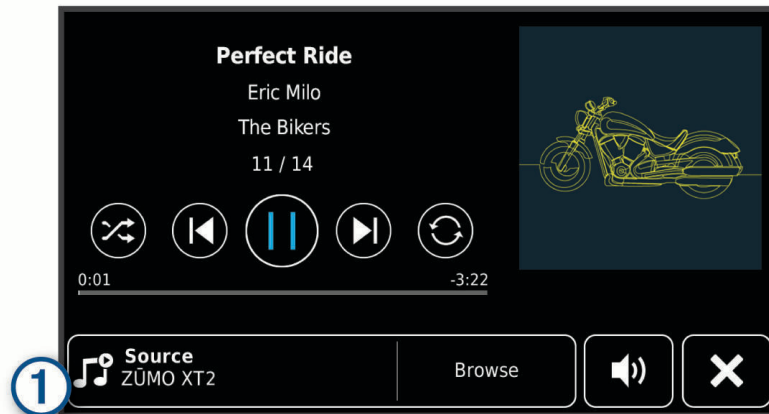 Perfect Ride
Eric Milo
The Bikers
11 / 14
0:01 -3:22
Source
ZŪMO XT2
Browse
1